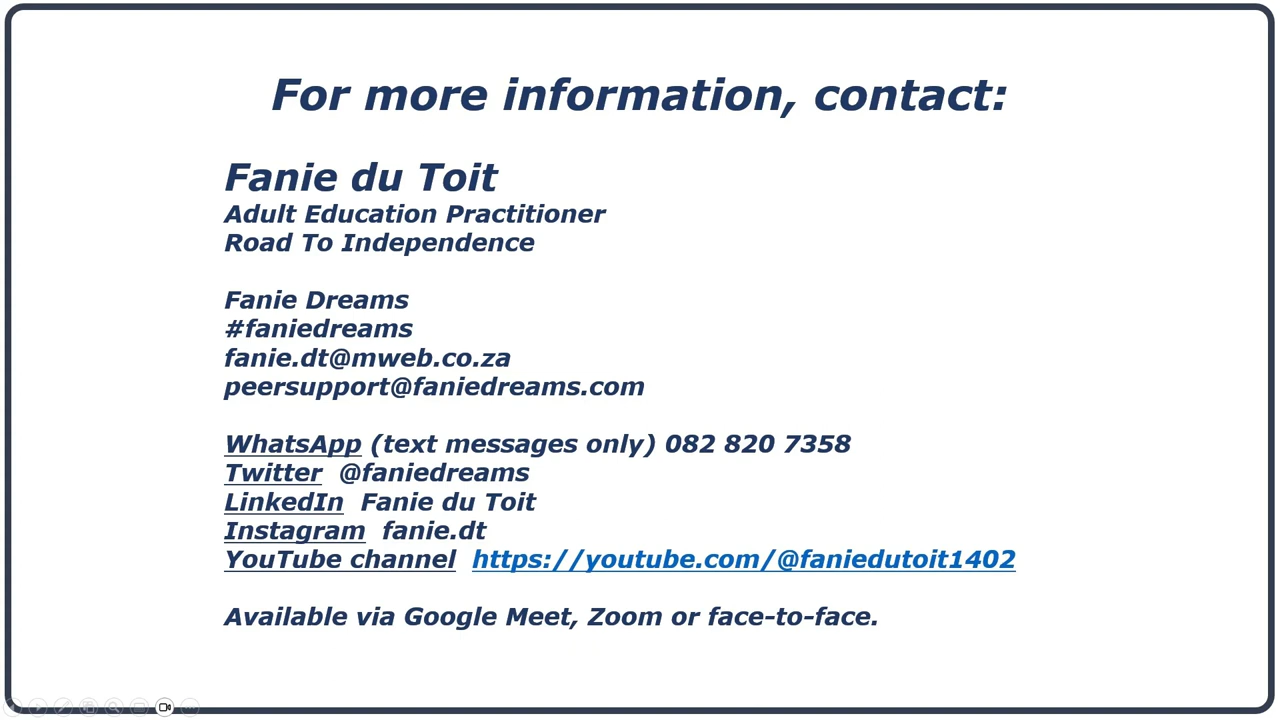 For more information, contact:
Fanie du Toit
Adult Education Practitioner
Road To Independence
Fanie Dreams
#faniedreams
fanie.dt@mweb.co.za
peersupport@faniedreams.com
WhatsApp (text messages only) 082 820 7358
Twitter @faniedreams
LinkedIn Fanie du Toit
Instagram fanie.dt
YouTube channel https://youtube.com/@faniedutoit1402
Available via Google Meet, Zoom or face-to-face.